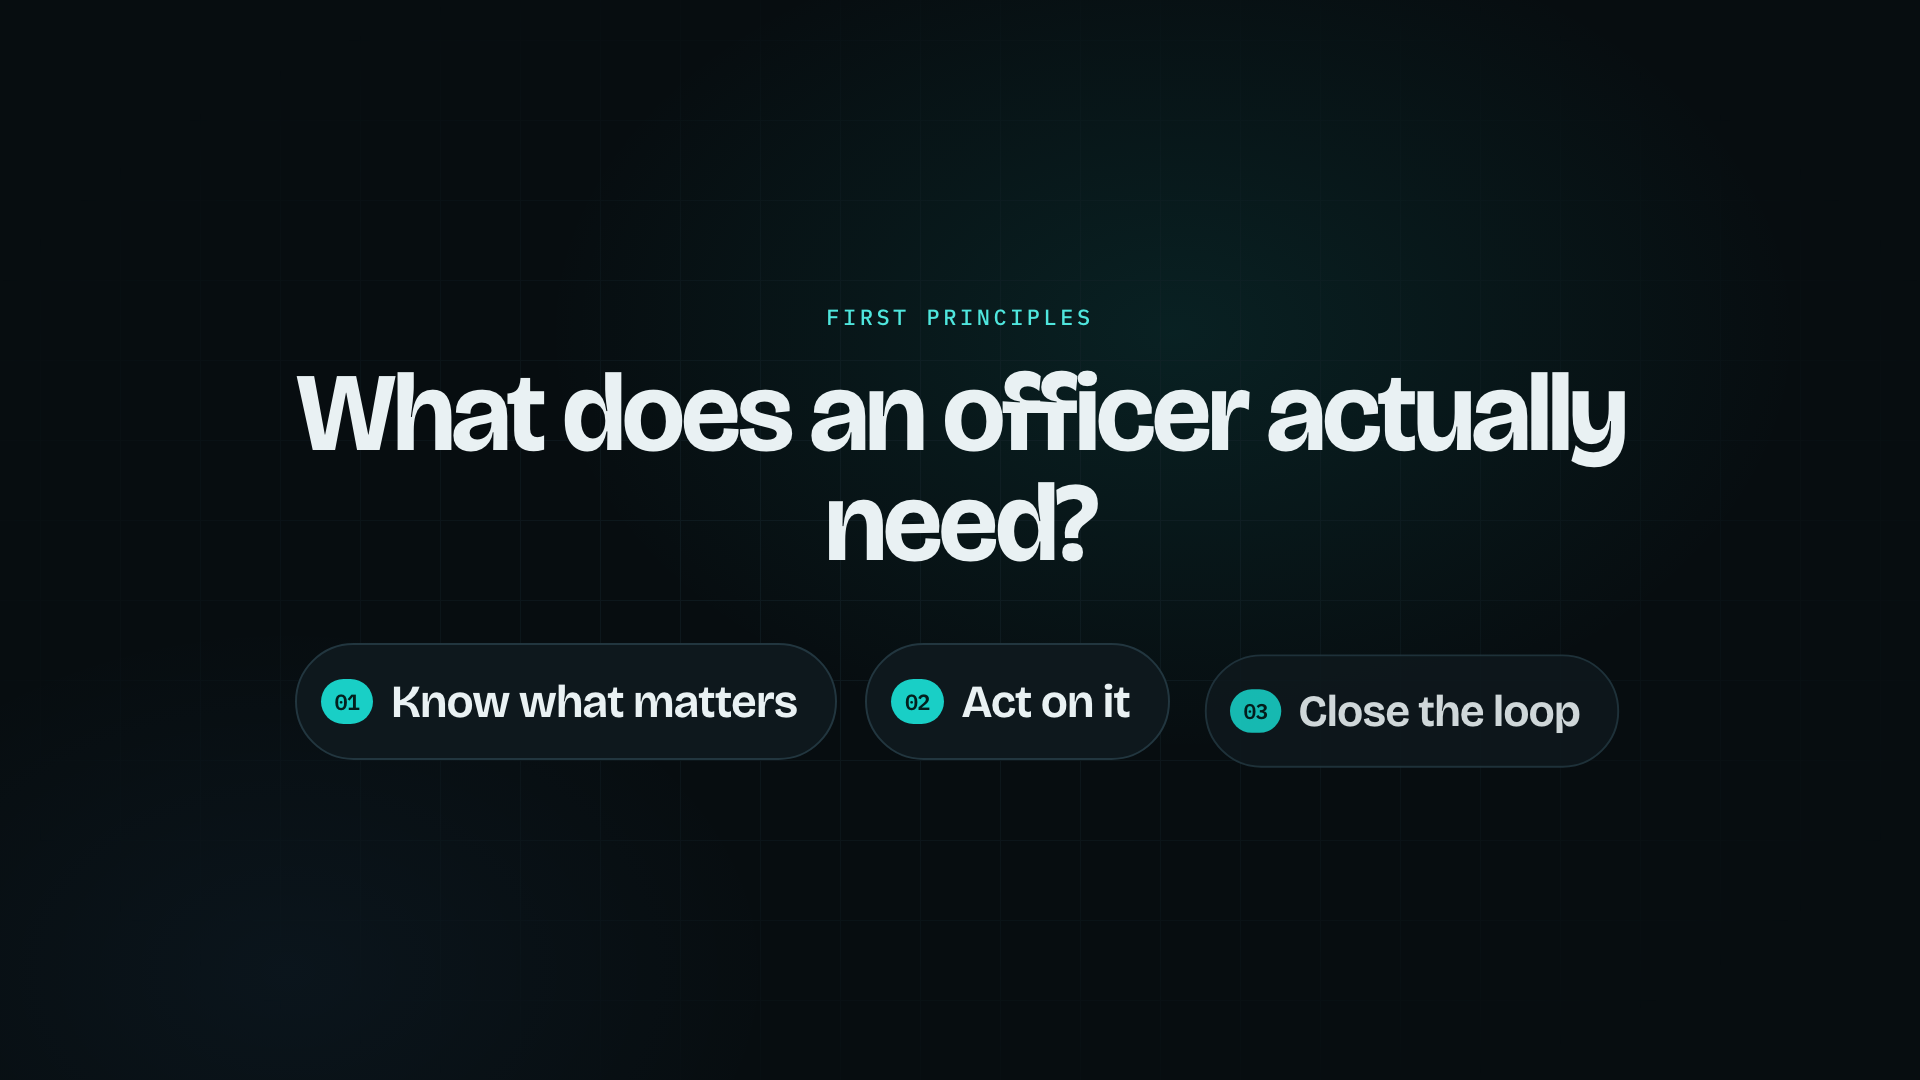 FIRST PRINCIPLES
What does an officer actually
need?
01 Know what matters
02 Act on it
03 Close the loop